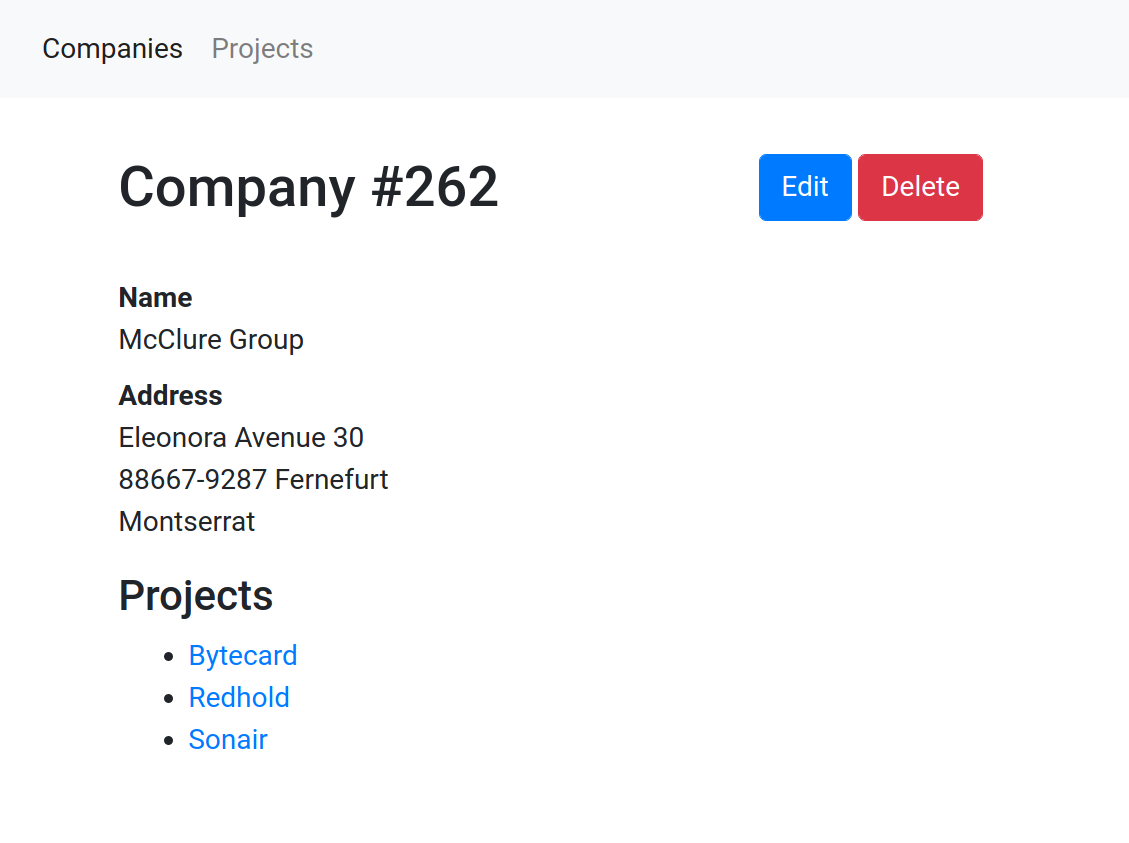 Companies Projects
Company #262
Edit Delete
Name
McClure Group
Address
Eleonora Avenue 30
88667-9287 Fernefurt
Montserrat
Projects
Bytecard
Redhold
Sonair